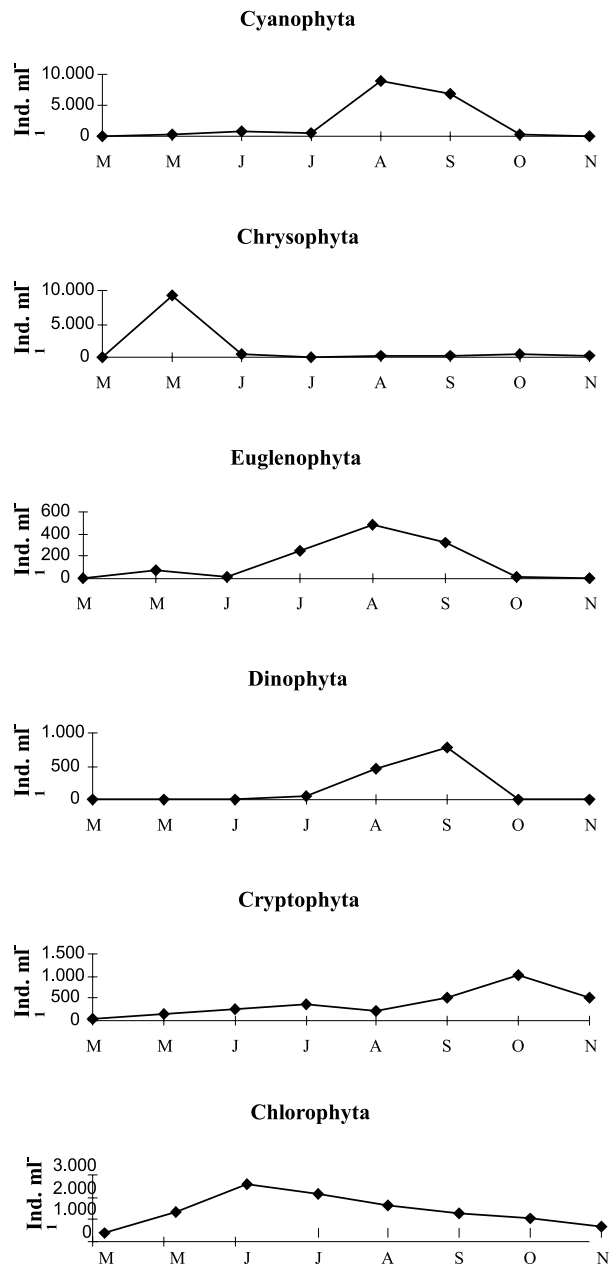 Cyanophyta
Ind. ml-1
10.000
5.000
0
M M J J A S O N
Chrysophyta
Ind. ml-1
10.000
5.000
0
M M J J A S O N
Euglenophyta
Ind. ml-1
600
400
200
0
M M J J A S O N
Dinophyta
Ind. ml-1
1.000
500
0
M M J J A S O N
Cryptophyta
Ind. ml-1
1.500
1.000
500
0
M M J J A S O N
Chlorophyta
Ind. ml-1
3.000
2.000
1.000
0
M M J J A S O N